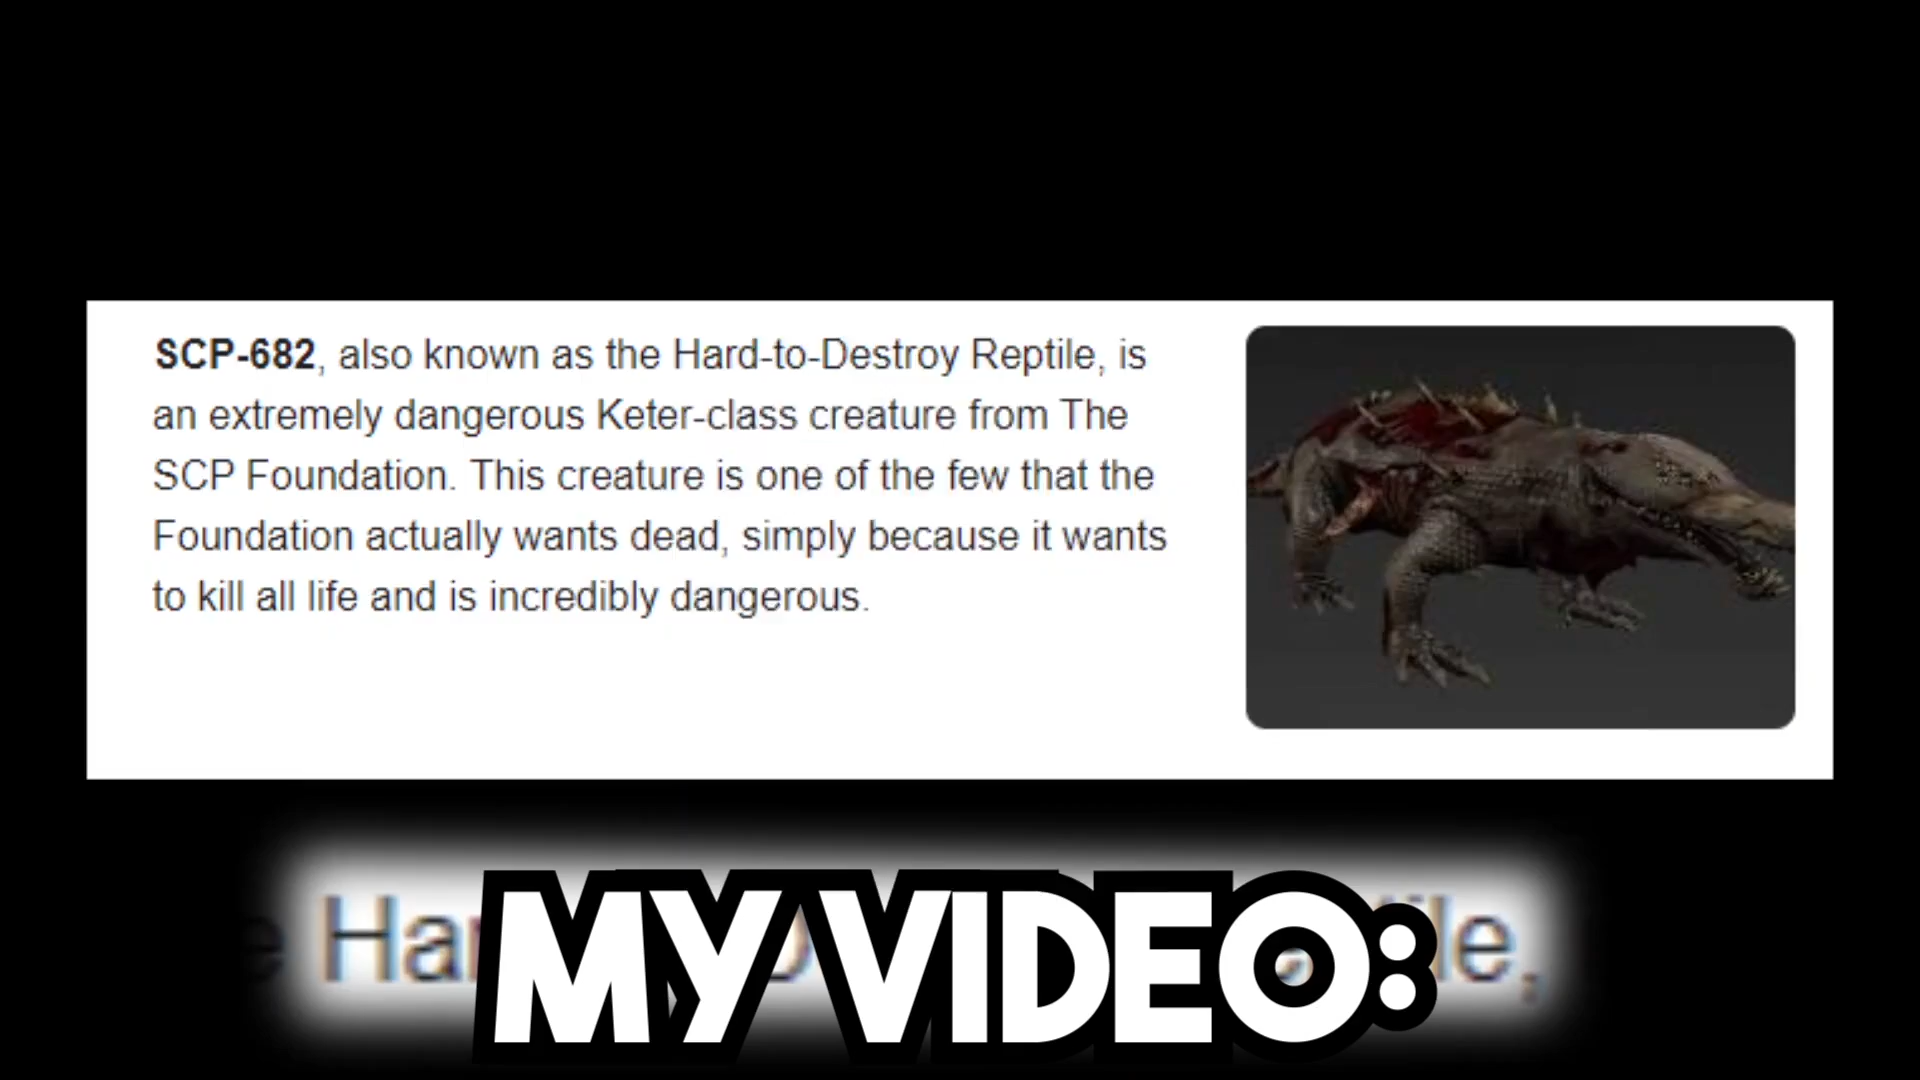 SCP-682, also known as the Hard-to-Destroy Reptile, is
an extremely dangerous Keter-class creature from The
SCP Foundation. This creature is one of the few that the
Foundation actually wants dead, simply because it wants
to kill all life and is incredibly dangerous.
MY VIDEO: